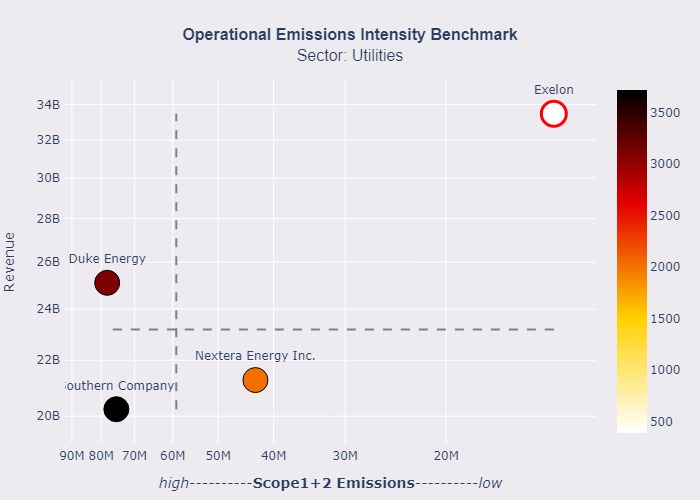 Operational Emissions Intensity Benchmark
Sector: Utilities
Exelon
34B
32B
30B
28B
26B
24B
22B
20B
Revenue
Duke Energy
Nextera Energy Inc.
outhern Company
90M 80M 70M 60M 50M 40M 30M 20M
high----------Scope1+2 Emissions----------low
3500
3000
2500
2000
1500
1000
500